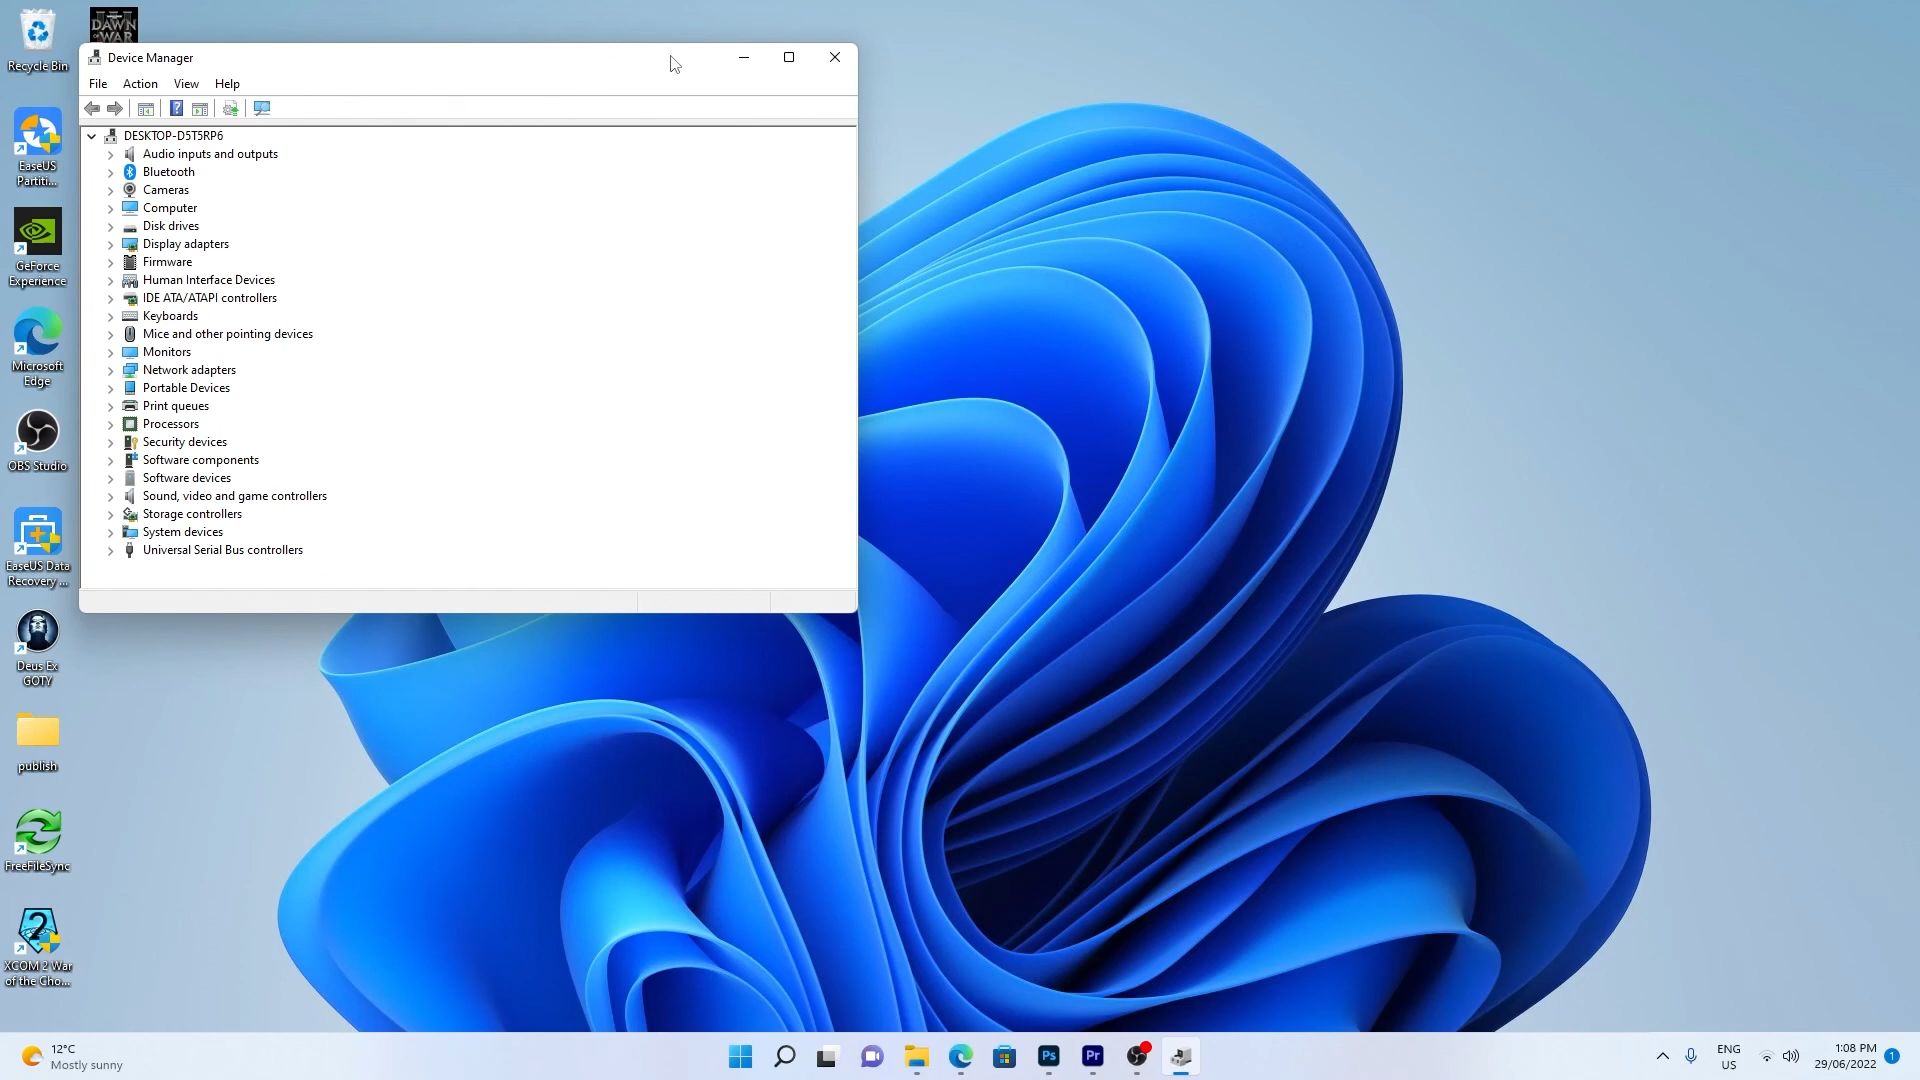 DAWN
OF WAR
Recycle Bin
EaseUS
Partiti...
GeForce
Experience
Microsoft
Edge
OBS Studio
EaseUS Data
Recovery ...
Deus Ex
GOTY
publish
FreeFileSync
2
XCOM 2 War
of the Cho...
Device Manager
File Action View Help
?
DESKTOP-D5T5RP6
Audio inputs and outputs
Bluetooth
Cameras
Computer
Disk drives
Display adapters
Firmware
Human Interface Devices
IDE ATA/ATAPI controllers
Keyboards
Mice and other pointing devices
Monitors
Network adapters
Portable Devices
Print queues
Processors
Security devices
Software components
Software devices
Sound, video and game controllers
Storage controllers
System devices
Universal Serial Bus controllers
12°C
Mostly sunny
Ps
Pr
ENG
US
1:08 PM
29/06/2022
1